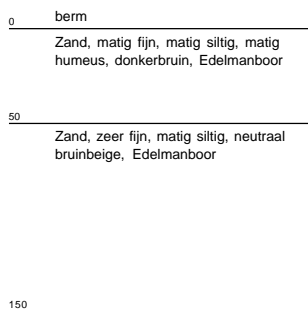 0 berm
Zand, matig fijn, matig siltig, matig
humeus, donkerbruin, Edelmanboor
50
Zand, zeer fijn, matig siltig, neutraal
bruinbeige, Edelmanboor
150